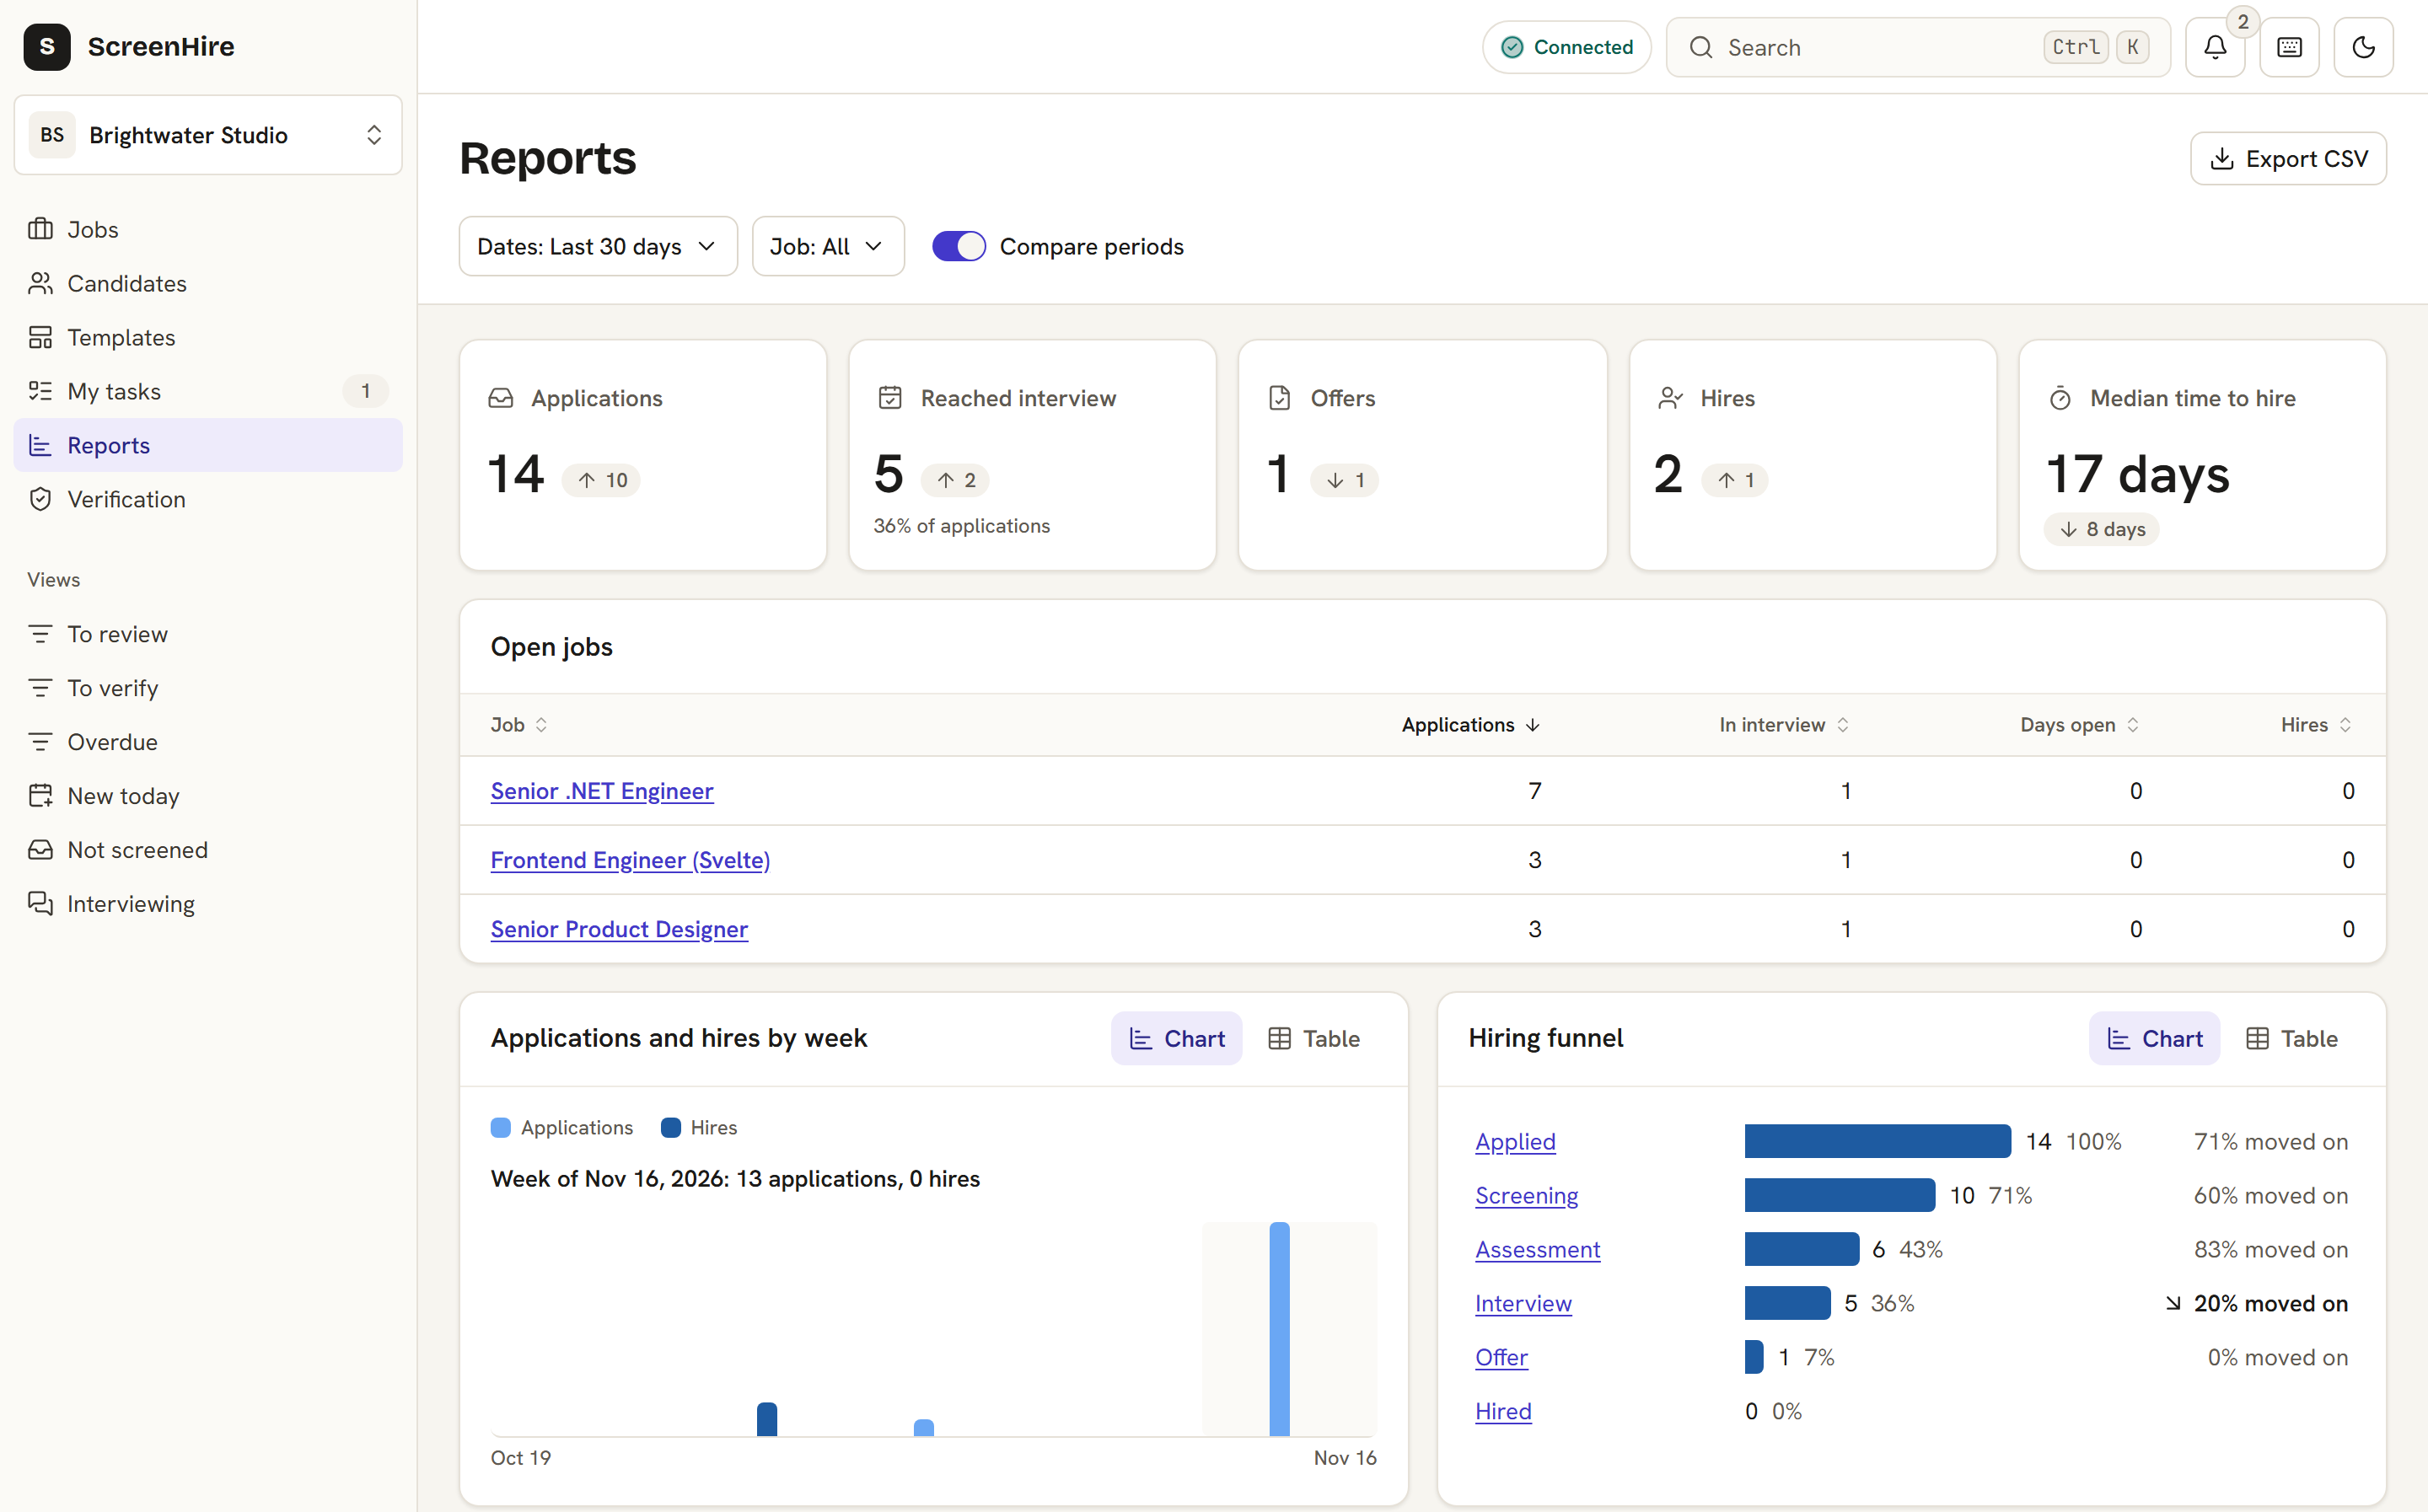 S ScreenHire
BS Brightwater Studio
Jobs
Candidates
Templates
My tasks 1
Reports
Verification
Views
To review
To verify
Overdue
New today
Not screened
Interviewing
Connected
Search Ctrl K
2
Reports
Export CSV
Dates: Last 30 days Job: All Compare periods
Applications
14 ↑ 10
Reached interview
5 ↑ 2
36% of applications
Offers
1 ↓ 1
Hires
2 ↑ 1
Median time to hire
17 days
↓ 8 days
Open jobs
Job Applications ↓ In interview Days open Hires
Senior .NET Engineer 7 1 0 0
Frontend Engineer (Svelte) 3 1 0 0
Senior Product Designer 3 1 0 0
Applications and hires by week Chart Table
Applications Hires
Week of Nov 16, 2026: 13 applications, 0 hires
Oct 19 Nov 16
Hiring funnel Chart Table
Applied 14 100% 71% moved on
Screening 10 71% 60% moved on
Assessment 6 43% 83% moved on
Interview 5 36% ↘ 20% moved on
Offer 1 7% 0% moved on
Hired 0 0%